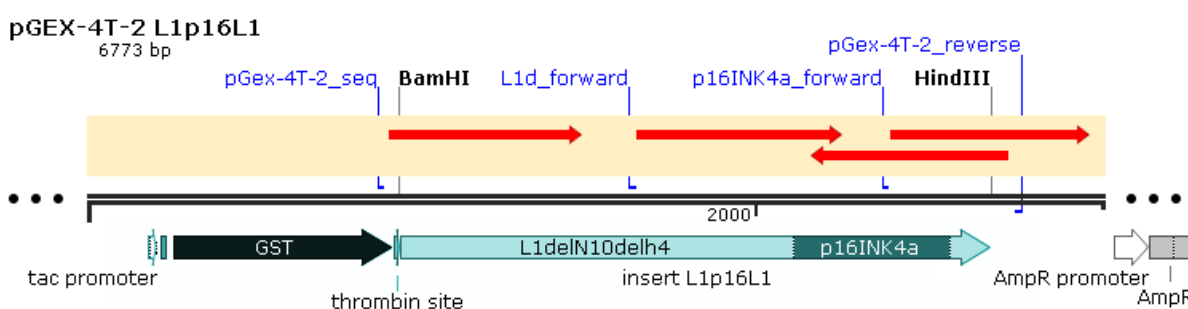 pGEX-4T-2 L1p16L1
6773 bp
pGex-4T-2_reverse
pGex-4T-2_seq BamHI L1d_forward p16INK4a_forward HindIII
2000
GST L1delN10delh4 p16INK4a
tac promoter insert L1p16L1 AmpR promoter
thrombin site AmpR